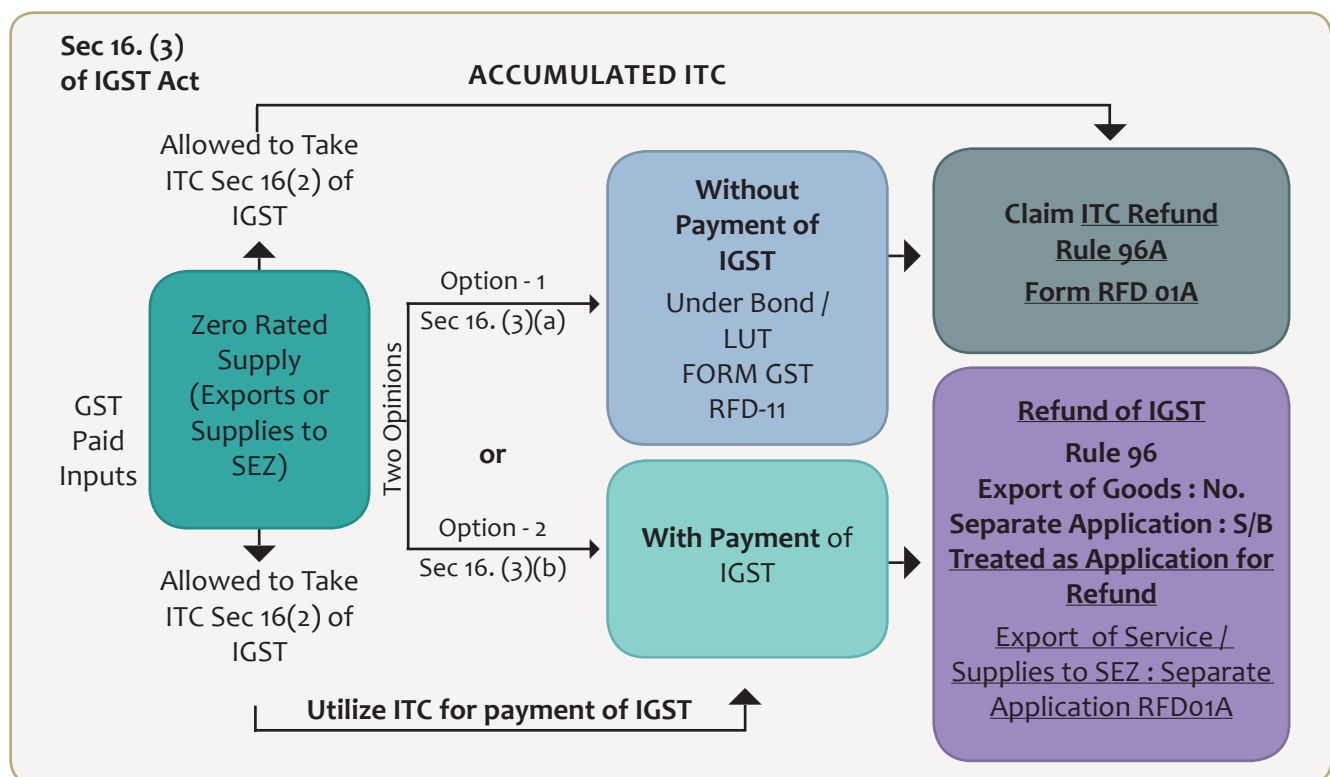 Sec 16. (3)
of IGST Act
ACCUMULATED ITC
Allowed to Take
ITC Sec 16(2) of
IGST
GST
Paid
Inputs
Zero Rated
Supply
(Exports or
Supplies to
SEZ)
Allowed to Take
ITC Sec 16(2) of
IGST
Two Opinions
Option - 1
Sec 16. (3)(a)
or
Option - 2
Sec 16. (3)(b)
Without
Payment of
IGST
Under Bond /
LUT
FORM GST
RFD-11
With Payment of
IGST
Claim ITC Refund
Rule 96A
Form RFD 01A
Refund of IGST
Rule 96
Export of Goods : No.
Separate Application : S/B
Treated as Application for
Refund
Export of Service /
Supplies to SEZ : Separate
Application RFD01A
Utilize ITC for payment of IGST